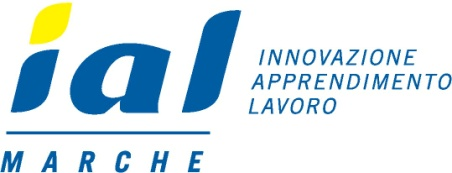 ial
INNOVAZIONE
APPRENDIMENTO
LAVORO
MARCHE